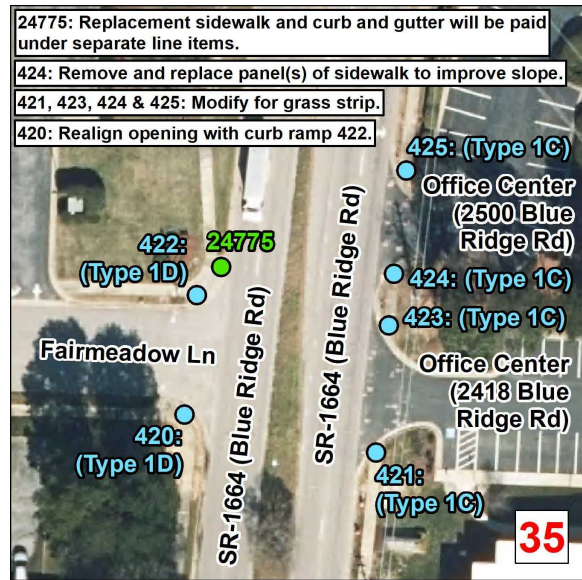 24775: Replacement sidewalk and curb and gutter will be paid
under separate line items.
424: Remove and replace panel(s) of sidewalk to improve slope.
421, 423, 424 & 425: Modify for grass strip.
420: Realign opening with curb ramp 422.
425: (Type 1C)
Office Center
(2500 Blue
Ridge Rd)
422:
(Type 1D)
24775
424: (Type 1C)
423: (Type 1C)
Fairmeadow Ln
SR-1664 (Blue Ridge Rd)
SR-1664 (Blue Ridge Rd)
Office Center
(2418 Blue
Ridge Rd)
420:
(Type 1D)
421:
(Type 1C)
35